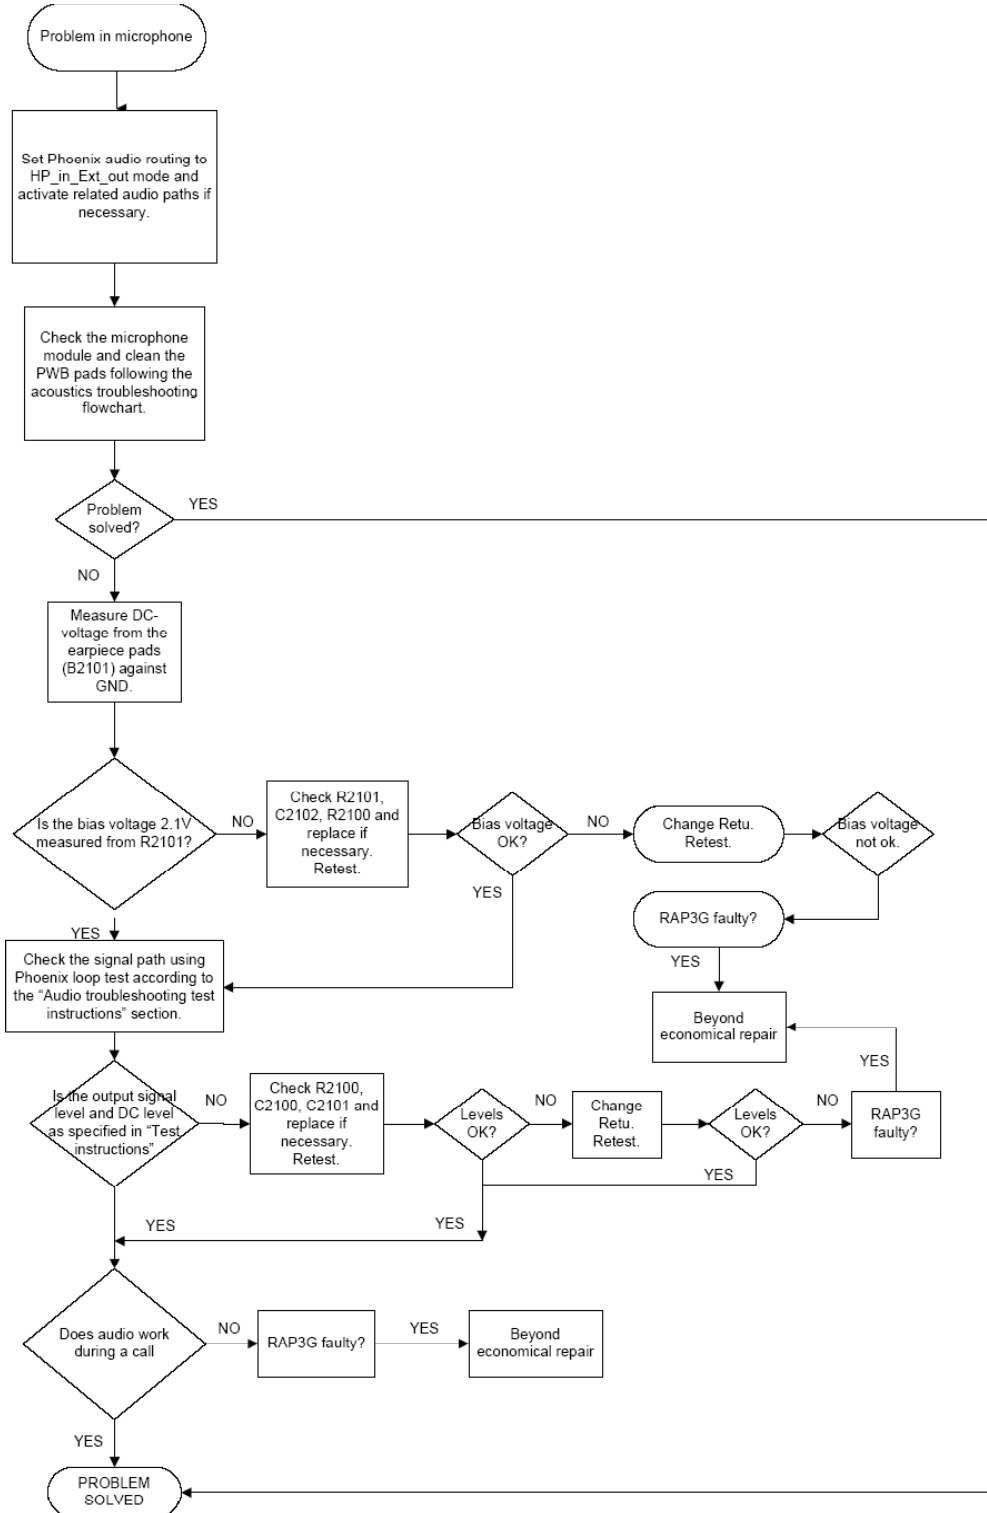 Problem in microphone
Set Phoenix audio routing to
HP_in_Ext_out mode and
activate related audio paths if
necessary.
Check the microphone
module and clean the
PWB pads following the
acoustics troubleshooting
flowchart.
Problem
solved?
YES
NO
Measure DC-
voltage from the
earpiece pads
(B2101) against
GND.
Is the bias voltage 2.1V
measured from R2101?
NO
Check R2101,
C2102, R2100 and
replace if
necessary.
Retest.
Bias voltage
OK?
NO
Change Retu.
Retest.
Bias voltage
not ok.
YES
RAP3G faulty?
YES
Beyond
economical repair
YES
Check the signal path using
Phoenix loop test according to
the “Audio troubleshooting test
instructions” section.
Is the output signal
level and DC level
as specified in “Test
instructions”
NO
Check R2100,
C2100, C2101 and
replace if
necessary.
Retest.
Levels
OK?
NO
Change
Retu.
Retest.
Levels
OK?
NO
RAP3G
faulty?
YES
YES
YES
YES
Does audio work
during a call
NO
RAP3G faulty?
YES
Beyond
economical repair
YES
PROBLEM
SOLVED